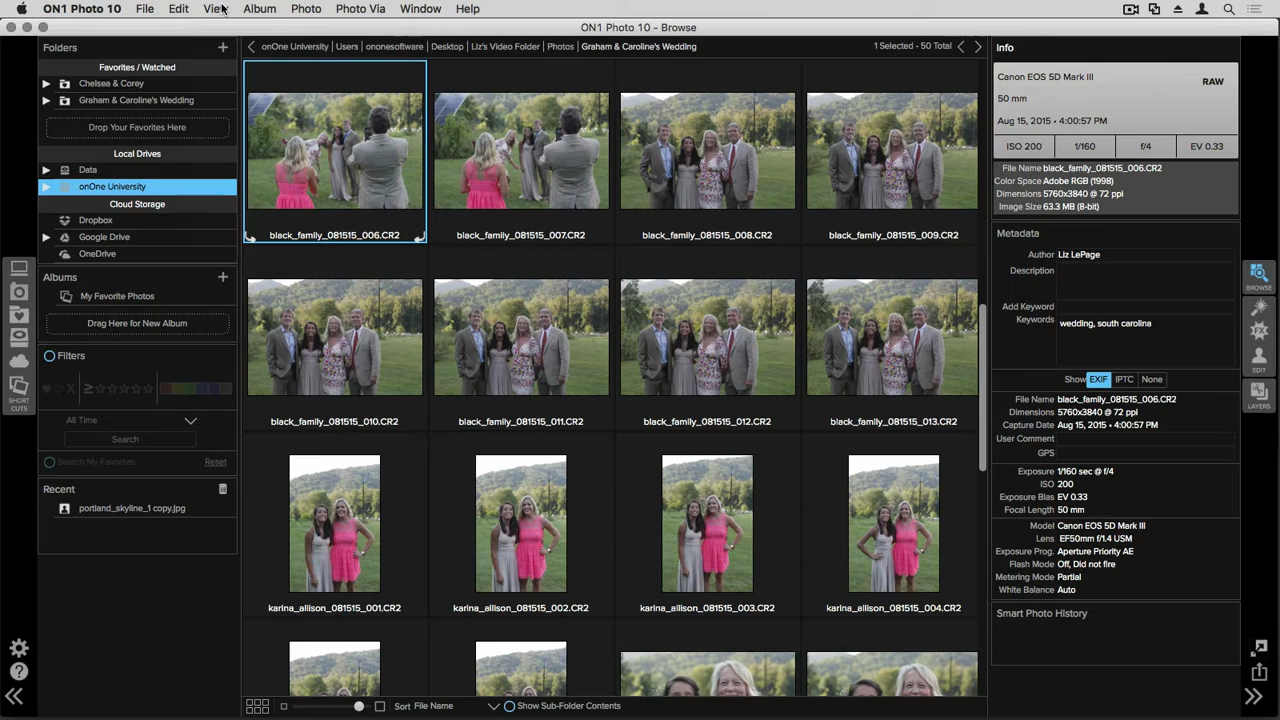 ON1 Photo 10 File Edit View Album Photo Photo Via Window Help
ON1 Photo 10 - Browse
Folders
Favorites / Watched
Chelsea & Corey
Graham & Caroline's Wedding
Drop Your Favorites Here
Local Drives
Data
onOne University
Cloud Storage
Dropbox
Google Drive
OneDrive
Albums
My Favorite Photos
Drag Here for New Album
Filters
All Time
Search
Search My Favorites Reset
Recent
portland_skyline_1 copy.jpg
SHORT
CUTS
onOne University Users ononesoftware Desktop Liz's Video Folder Photos Graham & Caroline's Wedding 1 Selected - 50 Total
black_family_081515_006.CR2 black_family_081515_007.CR2 black_family_081515_008.CR2 black_family_081515_009.CR2
black_family_081515_010.CR2 black_family_081515_011.CR2 black_family_081515_012.CR2 black_family_081515_013.CR2
karina_allison_081515_001.CR2 karina_allison_081515_002.CR2 karina_allison_081515_003.CR2 karina_allison_081515_004.CR2
Sort File Name Show Sub-Folder Contents
Info
Canon EOS 5D Mark III RAW
50 mm
Aug 15, 2015 • 4:00:57 PM
ISO 200 1/160 f/4 EV 0.33
File Name black_family_081515_006.CR2
Color Space Adobe RGB (1998)
Dimensions 5760x3840 @ 72 ppi
Image Size 63.3 MB (8-bit)
Metadata
Author Liz LePage
Description
Add Keyword
Keywords wedding, south carolina
Show EXIF IPTC None
File Name black_family_081515_006.CR2
Dimensions 5760x3840 @ 72 ppi
Capture Date Aug 15, 2015 • 4:00:57 PM
User Comment
GPS
Exposure 1/160 sec @ f/4
ISO 200
Exposure Bias EV 0.33
Focal Length 50 mm
Model Canon EOS 5D Mark III
Lens EF50mm f/1.4 USM
Exposure Prog. Aperture Priority AE
Flash Mode Off, Did not fire
Metering Mode Partial
White Balance Auto
Smart Photo History
BROWSE
FX
EDIT
LAYERS